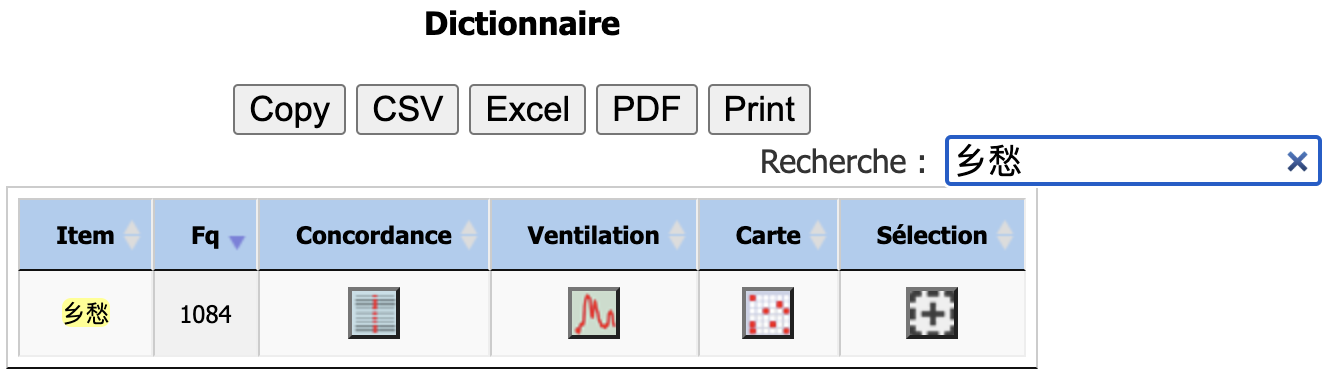 Dictionnaire
Copy CSV Excel PDF Print
Recherche : 乡愁 ×
Item Fq Concordance Ventilation Carte Sélection
乡愁 1084